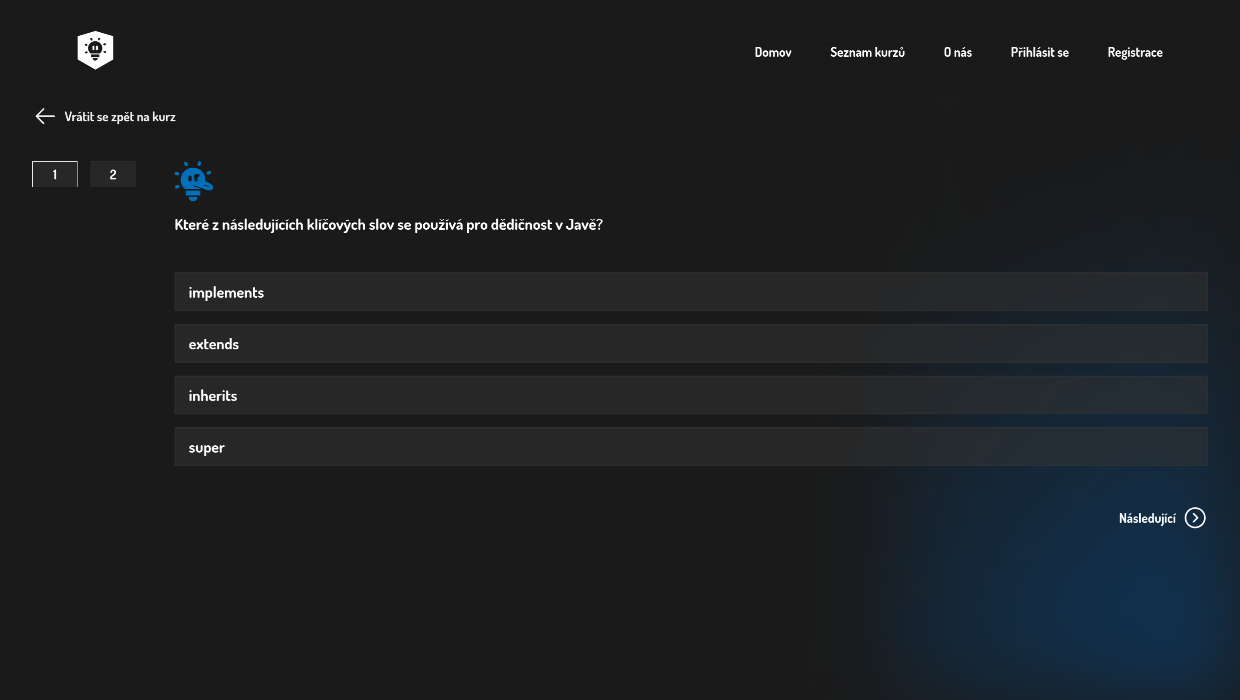 Domov Seznam kurzů O nás Přihlásit se Registrace
Vrátit se zpět na kurz
1 2
Které z následujících klíčových slov se používá pro dědičnost v Javě?
implements
extends
inherits
super
Následující